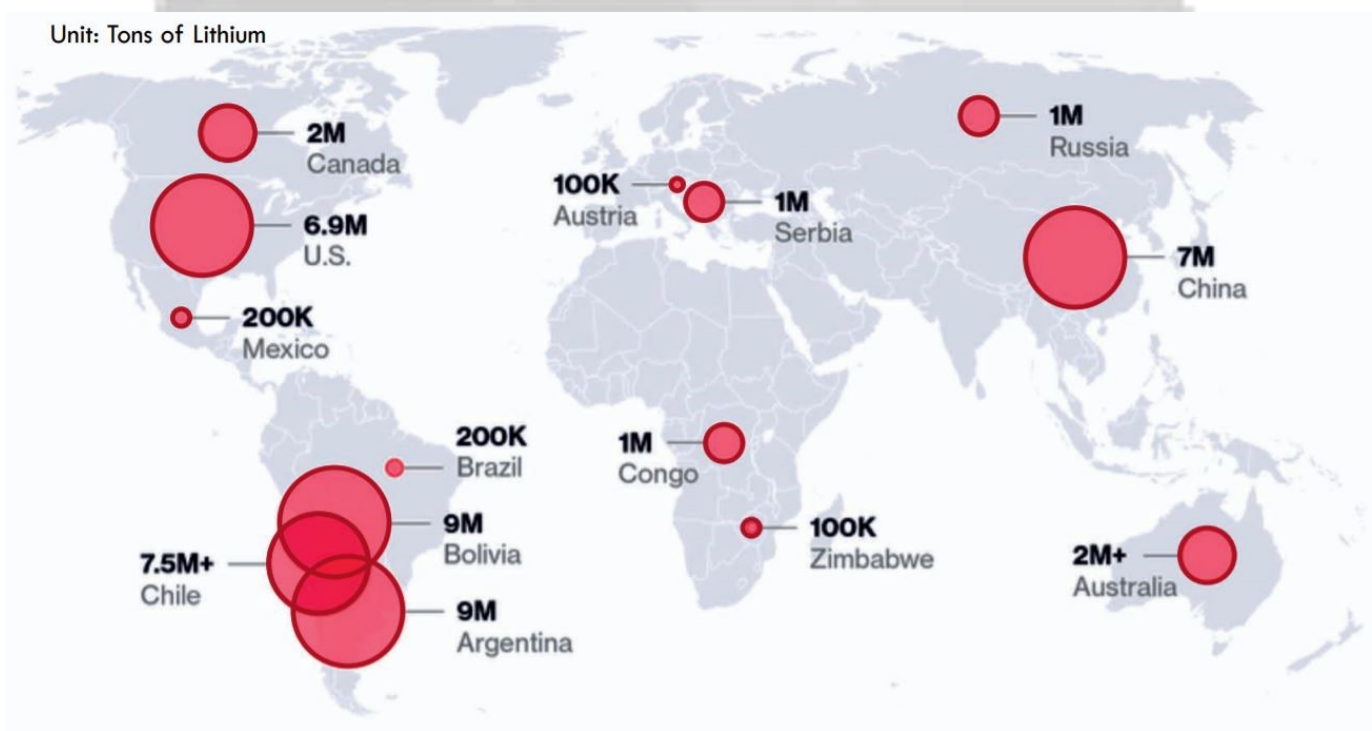 Unit: Tons of Lithium
2M
Canada
6.9M
U.S.
200K
Mexico
200K
Brazil
9M
Bolivia
7.5M+
Chile
9M
Argentina
100K
Austria
1M
Serbia
1M
Russia
7M
China
1M
Congo
100K
Zimbabwe
2M+
Australia